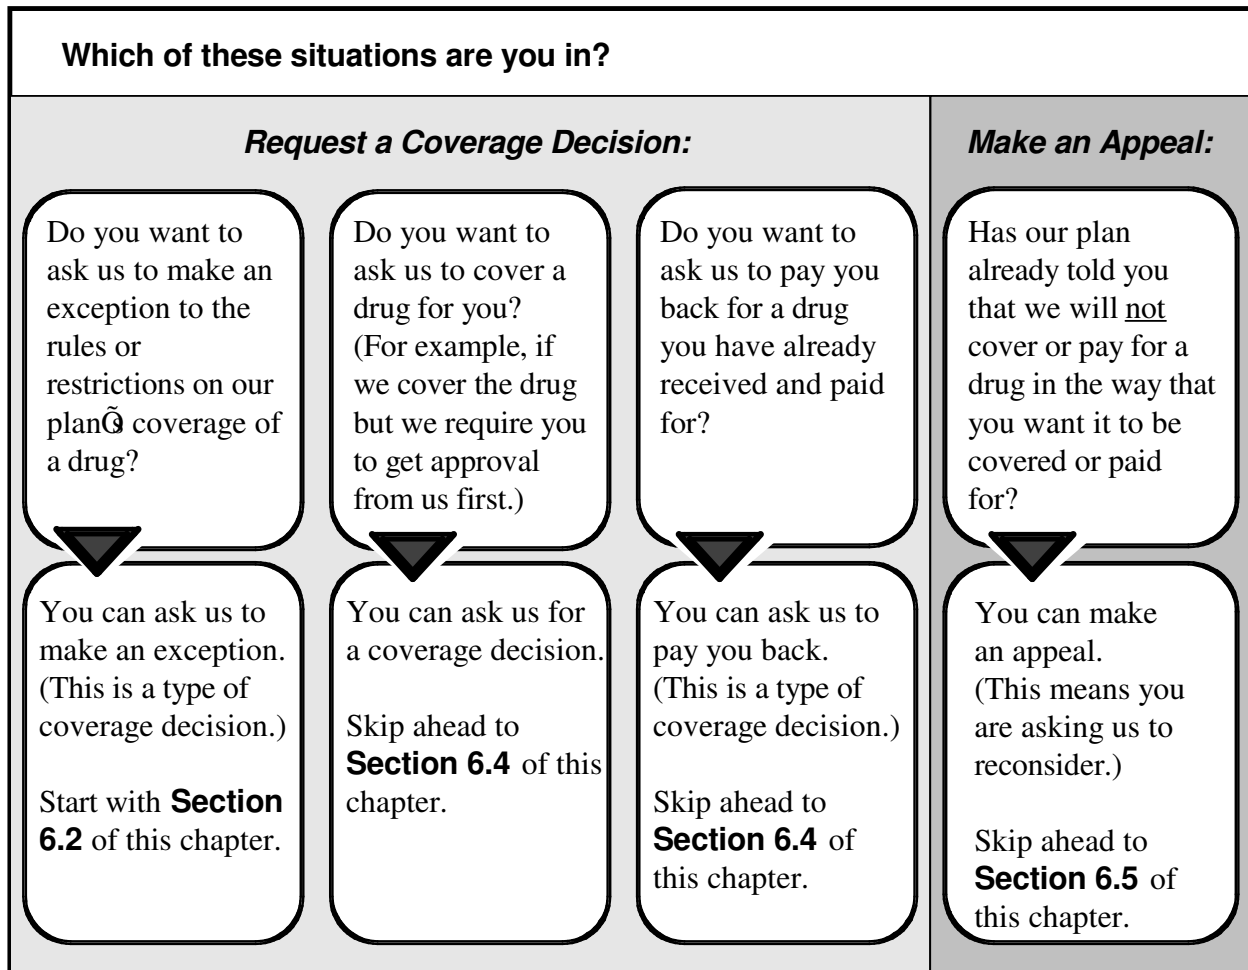 Which of these situations are you in?
Request a Coverage Decision:
Make an Appeal:
Do you want to
ask us to make an
exception to the
rules or
restrictions on our
planÕs coverage of
a drug?
Do you want to
ask us to cover a
drug for you?
(For example, if
we cover the drug
but we require you
to get approval
from us first.)
Do you want to
ask us to pay you
back for a drug
you have already
received and paid
for?
Has our plan
already told you
that we will not
cover or pay for a
drug in the way that
you want it to be
covered or paid
for?
You can ask us to
make an exception.
(This is a type of
coverage decision.)
Start with Section
6.2 of this chapter.
You can ask us for
a coverage decision.
Skip ahead to
Section 6.4 of this
chapter.
You can ask us to
pay you back.
(This is a type of
coverage decision.)
Skip ahead to
Section 6.4 of
this chapter.
You can make
an appeal.
(This means you
are asking us to
reconsider.)
Skip ahead to
Section 6.5 of
this chapter.